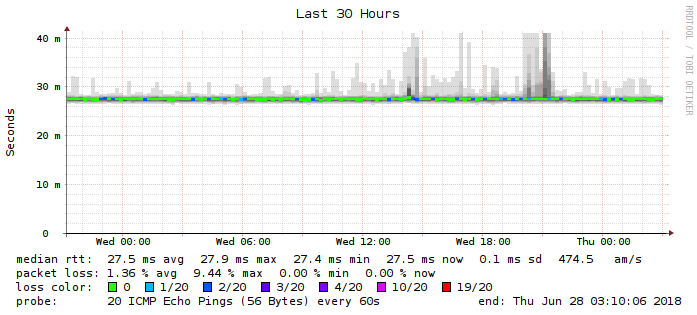 Last 30 Hours
RRDTOOL / TOBI OETIKER
Seconds
40 m
30 m
20 m
10 m
0
Wed 00:00 Wed 06:00 Wed 12:00 Wed 18:00 Thu 00:00
median rtt: 27.5 ms avg 27.9 ms max 27.4 ms min 27.5 ms now 0.1 ms sd 474.5 am/s
packet loss: 1.36 % avg 9.44 % max 0.00 % min 0.00 % now
loss color: 0 1/20 2/20 3/20 4/20 10/20 19/20
probe: 20 ICMP Echo Pings (56 Bytes) every 60s end: Thu Jun 28 03:10:06 2018